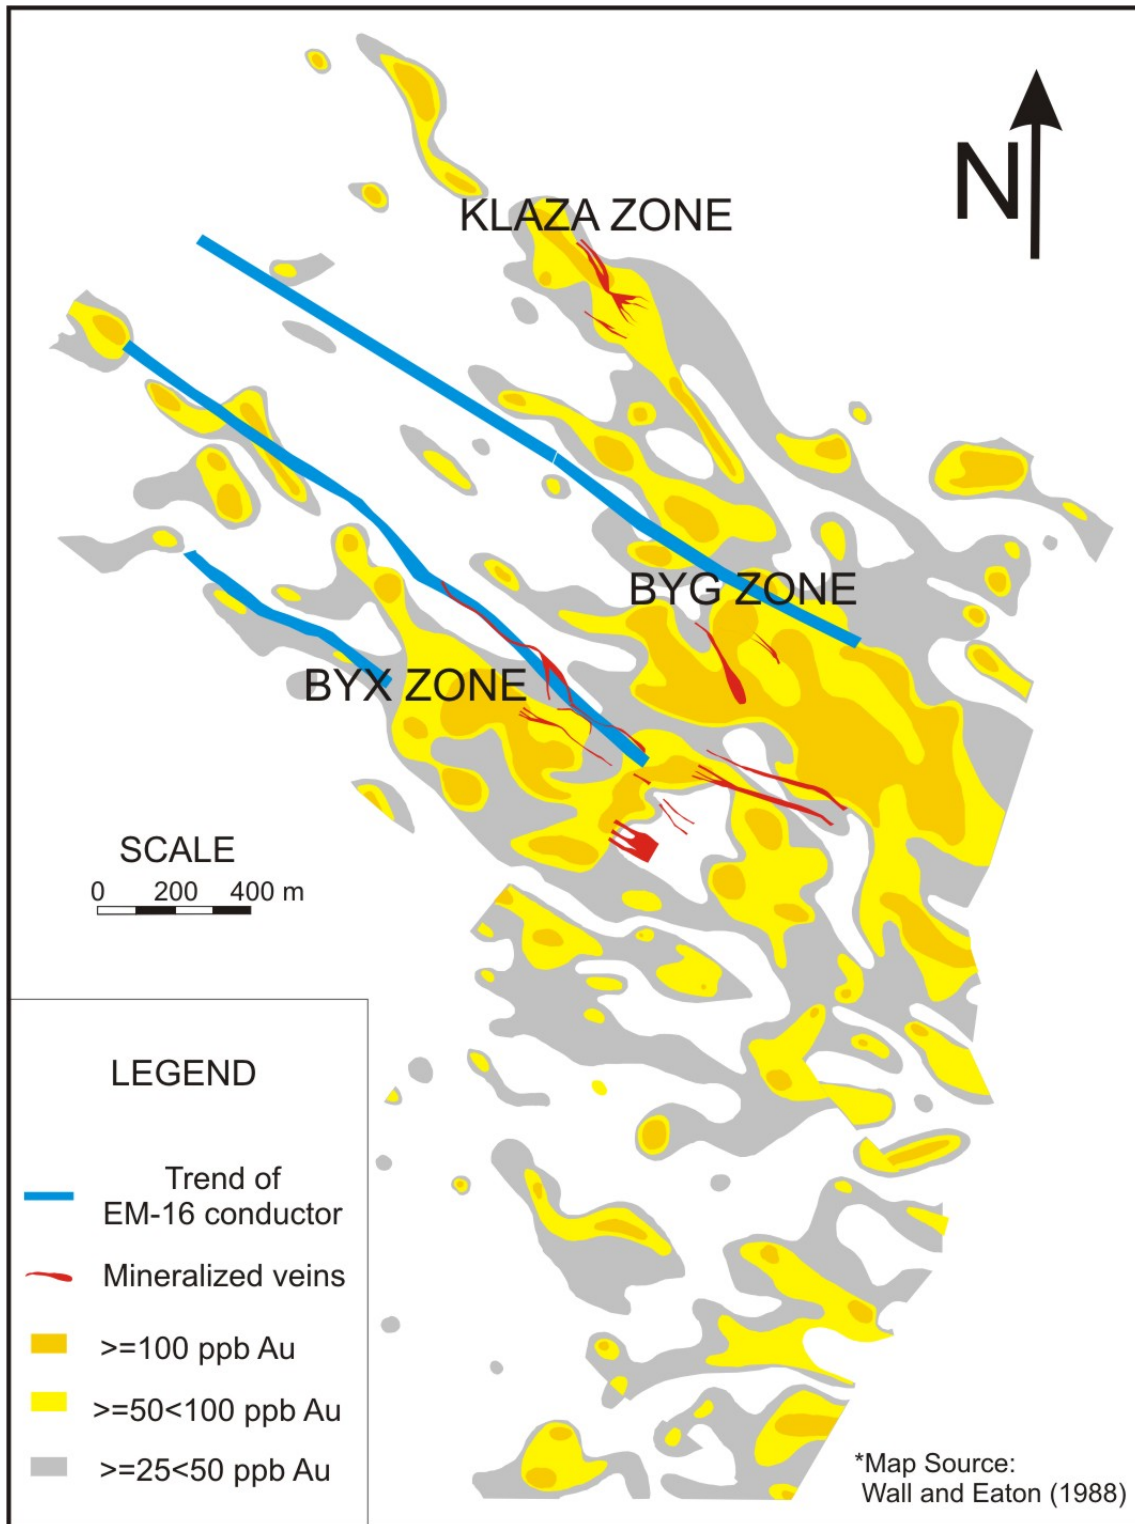 N
KLAZA ZONE
BYG ZONE
BYX ZONE
SCALE
0 200 400 m
LEGEND
Trend of
EM-16 conductor
Mineralized veins
>=100 ppb Au
>=50<100 ppb Au
>=25<50 ppb Au
*Map Source:
Wall and Eaton (1988)